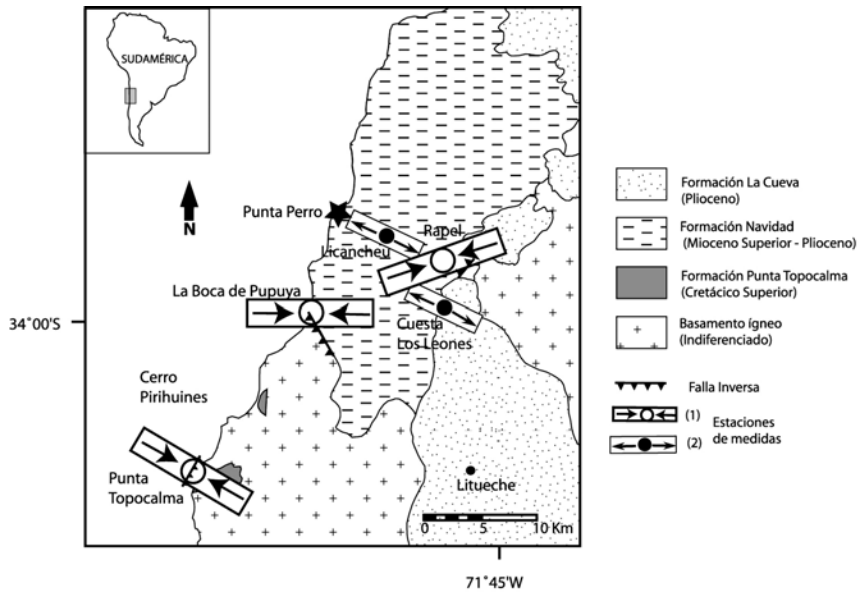 SUDAMÉRICA
N
Punta Perro
Rapel
Licancheu
La Boca de Pupuya
34°00'S
Cuesta
Los Leones
Cerro
Pirihuines
Punta
Topocalma
Litueche
0 5 10 Km
71°45'W
Formación La Cueva
(Plioceno)
Formación Navidad
(Mioceno Superior - Plioceno)
Formación Punta Topocalma
(Cretácico Superior)
Basamento ígneo
(Indiferenciado)
Falla Inversa
(1)
Estaciones
de medidas
(2)